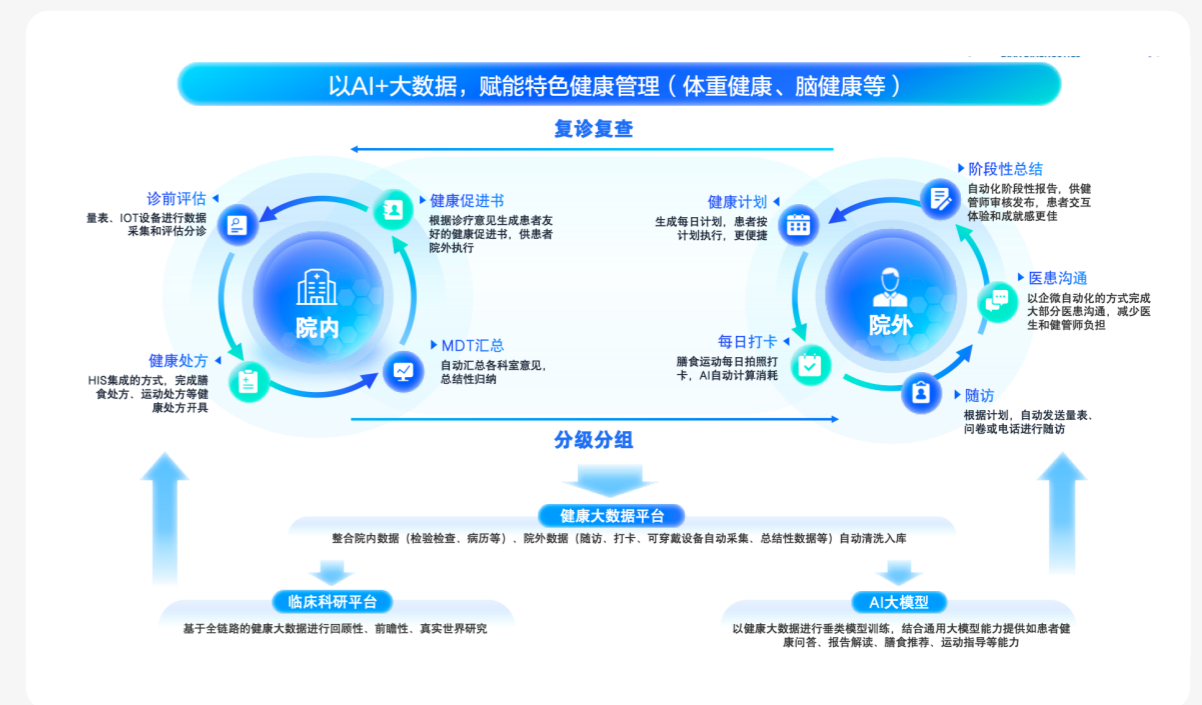 以AI+大数据，赋能特色健康管理（体重健康、脑健康等）
复诊复查
诊前评估
量表、IOT设备进行数据
采集和评估分诊
健康促进书
根据诊疗意见生成患者友
好的健康促进书，供患者
院外执行
院内
健康处方
HIS集成的方式，完成膳
食处方、运动处方等健
康处方开具
MDT汇总
自动汇总各科室意见，
总结性归纳
健康计划
生成每日计划，患者按
计划执行，更便捷
阶段性总结
自动化阶段性报告，供健
管师审核发布，患者交互
体验和成就感更佳
院外
医患沟通
以企微自动化的方式完成
大部分医患沟通，减少医
生和健管师负担
每日打卡
膳食运动每日拍照打
卡，AI自动计算消耗
随访
根据计划，自动发送量表、
问卷或电话进行随访
分级分组
健康大数据平台
整合院内数据（检验检查、病历等）、院外数据（随访、打卡、可穿戴设备自动采集、总结性数据等）自动清洗入库
临床科研平台
基于全链路的健康大数据进行回顾性、前瞻性、真实世界研究
AI大模型
以健康大数据进行垂类模型训练，结合通用大模型能力提供如患者健
康问答、报告解读、膳食推荐、运动指导等能力